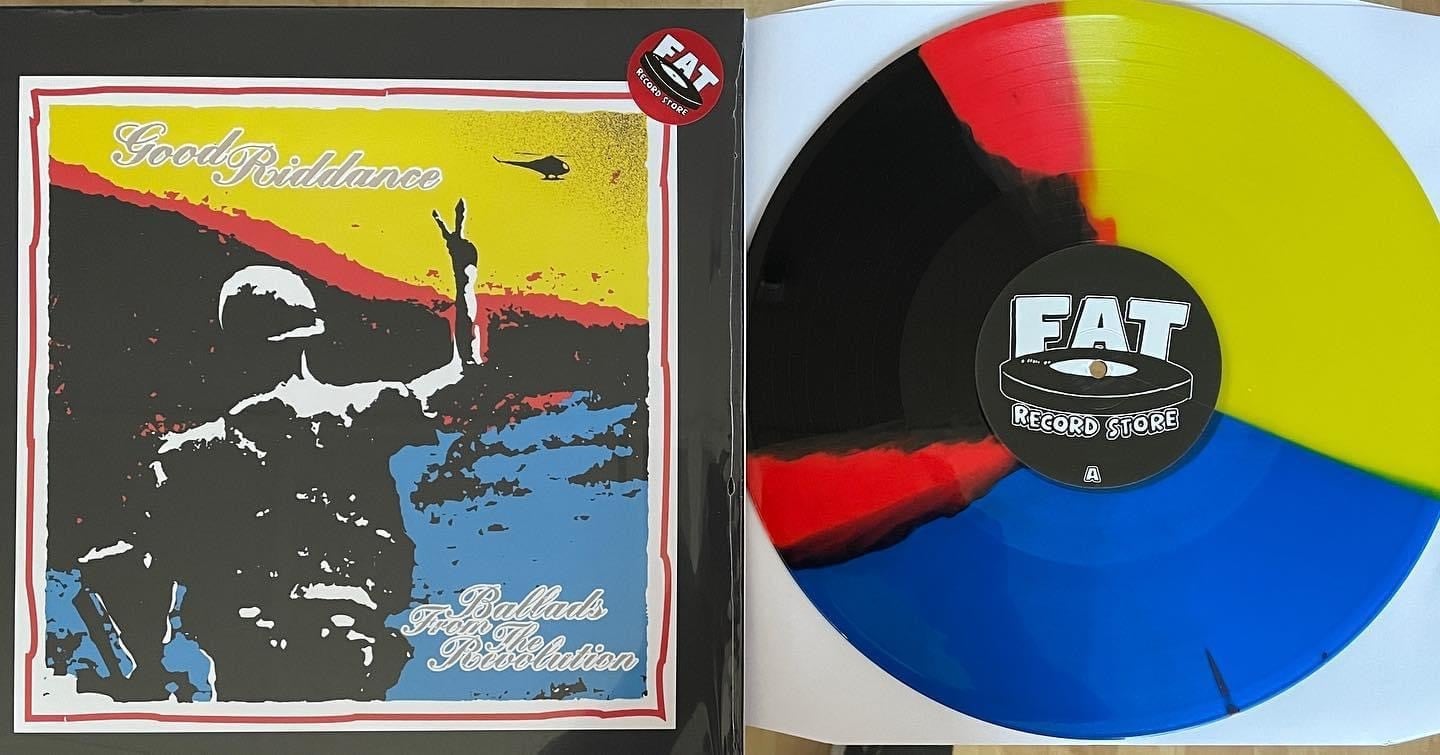 FAT
RECORD STORE
Good Riddance
Ballads
From The
Revolution
FAT
RECORD STORE
A